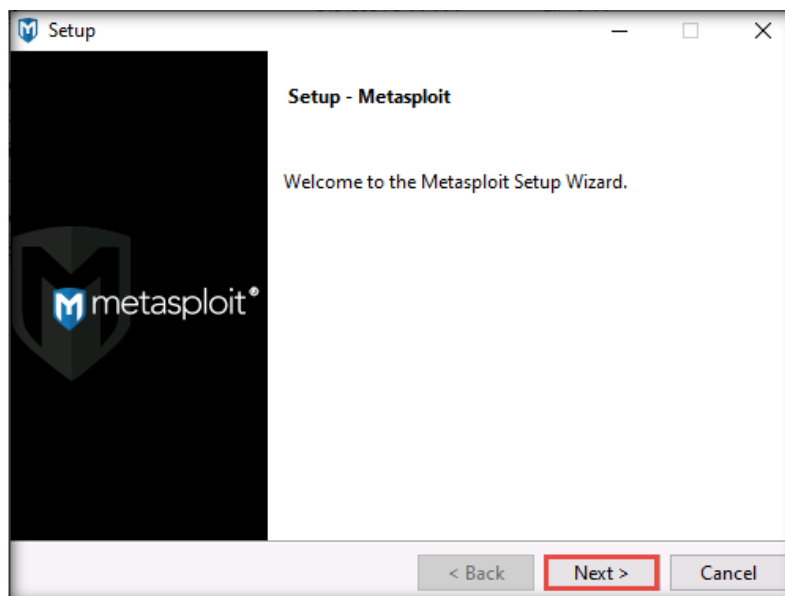 Setup
Setup - Metasploit
Welcome to the Metasploit Setup Wizard.
metasploit®
< Back
Next >
Cancel